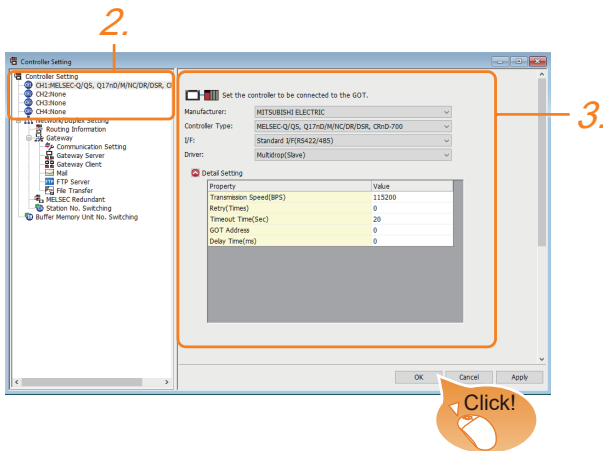 2.
Controller Setting
Controller Setting
CH1:MELSEC-Q/QS, Q17nD/M/NC/DR/DSR, C
CH2:None
CH3:None
CH4:None
Network/Duplex Setting
Routing Information
Gateway
Communication Setting
Gateway Server
Gateway Client
Mail
FTP Server
File Transfer
MELSEC Redundant
Station No. Switching
Buffer Memory Unit No. Switching
Set the controller to be connected to the GOT.
Manufacturer: MITSUBISHI ELECTRIC
Controller Type: MELSEC-Q/QS, Q17nD/M/NC/DR/DSR, CRnD-700
I/F: Standard I/F(RS422/485)
Driver: Multidrop(Slave)
Detail Setting
Property Value
Transmission Speed(BPS) 115200
Retry(Times) 0
Timeout Time(Sec) 20
GOT Address 0
Delay Time(ms) 0
3.
OK Cancel Apply
Click!